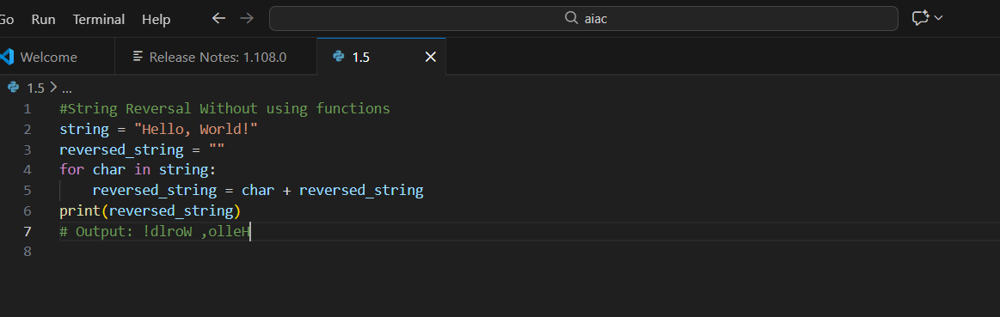 Go Run Terminal Help aiac
Welcome Release Notes: 1.108.0 1.5
1.5 > ...
1 #String Reversal Without using functions
2 string = "Hello, World!"
3 reversed_string = ""
4 for char in string:
5     reversed_string = char + reversed_string
6 print(reversed_string)
7 # Output: !dlroW ,olleH
8